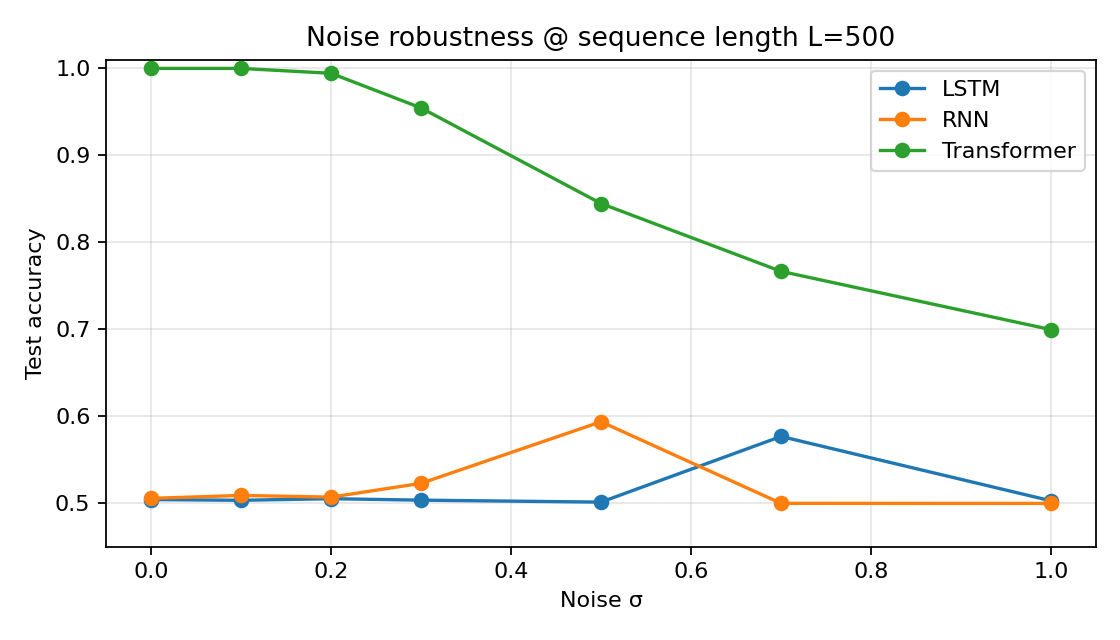 Noise robustness @ sequence length L=500
LSTM
RNN
Transformer
Test accuracy
1.0
0.9
0.8
0.7
0.6
0.5
0.0 0.2 0.4 0.6 0.8 1.0
Noise σ